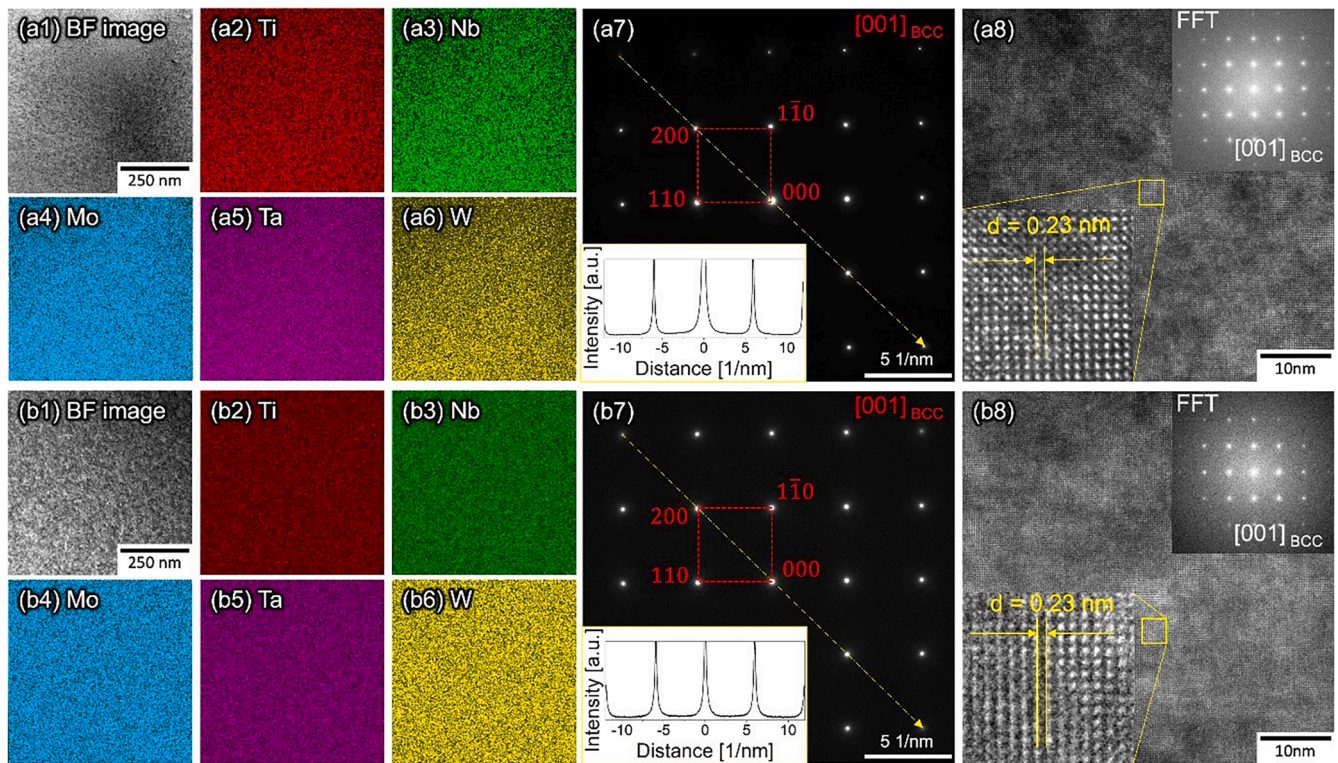 (a1) BF image
250 nm
(a2) Ti
(a3) Nb
(a4) Mo
(a5) Ta
(a6) W
(a7)
[001] BCC
200
11̄0
110
000
Intensity [a.u.]
-10 -5 0 5 10
Distance [1/nm]
5 1/nm
(a8)
FFT
[001] BCC
d = 0.23 nm
10nm
(b1) BF image
250 nm
(b2) Ti
(b3) Nb
(b4) Mo
(b5) Ta
(b6) W
(b7)
[001] BCC
200
11̄0
110
000
Intensity [a.u.]
-10 -5 0 5 10
Distance [1/nm]
5 1/nm
(b8)
FFT
[001] BCC
d = 0.23 nm
10nm